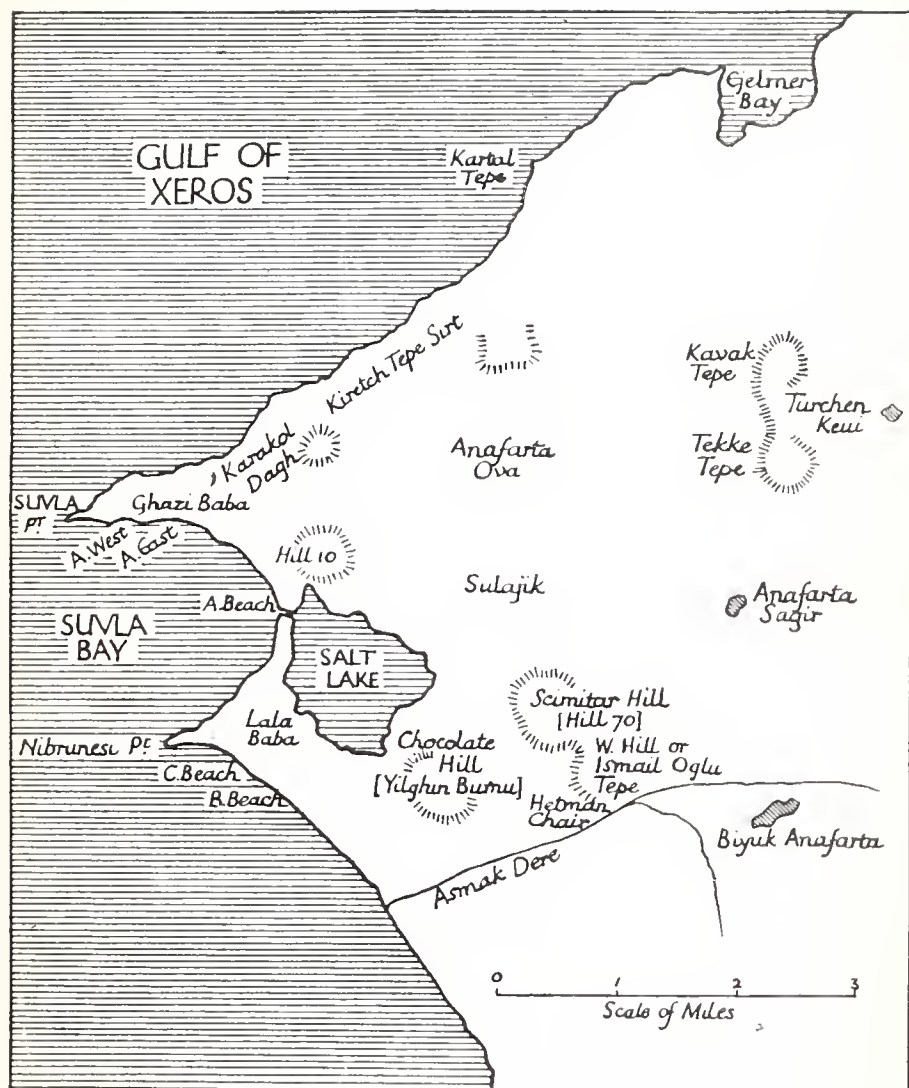 Gelmer
Bay
GULF OF
XEROS
Kartal
Tepe
Kiretch Tepe Sırt
Kavak
Tepe
Turchen
Keui
Karakol
Dagh
Anafarta
Ova
Tekke
Tepe
SUVLA
PT.
Ghazi Baba
A.West
A.East
Hill 10
A.Beach
Sulajik
Anafarta
Sagir
SUVLA
BAY
SALT
LAKE
Scimitar Hill
[Hill 70]
Lala
Baba
Nibrunesi Pt.
Chocolate
Hill
[Yilghin Burnu]
W. Hill or
Ismail Oglu
Tepe
C.Beach
B.Beach
Hetman
Chair
Biyuk Anafarta
Asmak Dere
0 1 2 3
Scale of Miles